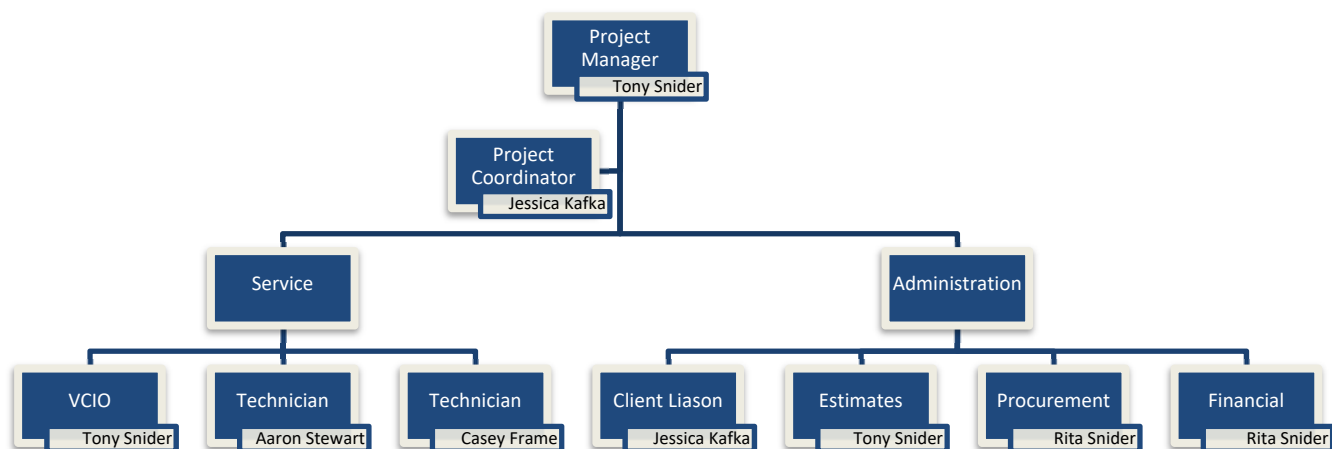 Project
Manager
Tony Snider
Project
Coordinator
Jessica Kafka
Service
Administration
VCIO
Tony Snider
Technician
Aaron Stewart
Technician
Casey Frame
Client Liason
Jessica Kafka
Estimates
Tony Snider
Procurement
Rita Snider
Financial
Rita Snider